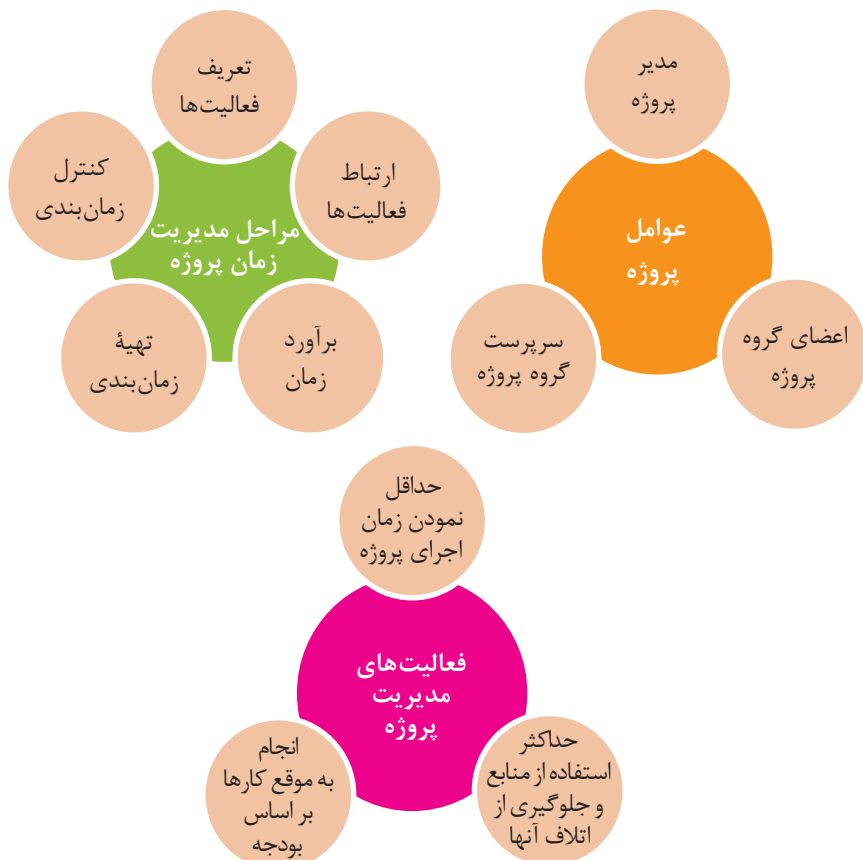 مدیر
پروژه
عوامل
پروژه
اعضای گروه
پروژه
سرپرست
گروه پروژه
تعریف
فعالیت‌ها
ارتباط
فعالیت‌ها
مراحل مدیریت
زمان پروژه
برآورد
زمان
تهیهٔ
زمان‌بندی
کنترل
زمان‌بندی
حداقل
نمودن زمان
اجرای پروژه
فعالیت‌های
مدیریت
پروژه
حداکثر
استفاده از منابع
و جلوگیری از
اتلاف آنها
انجام
به موقع کارها
بر اساس
بودجه